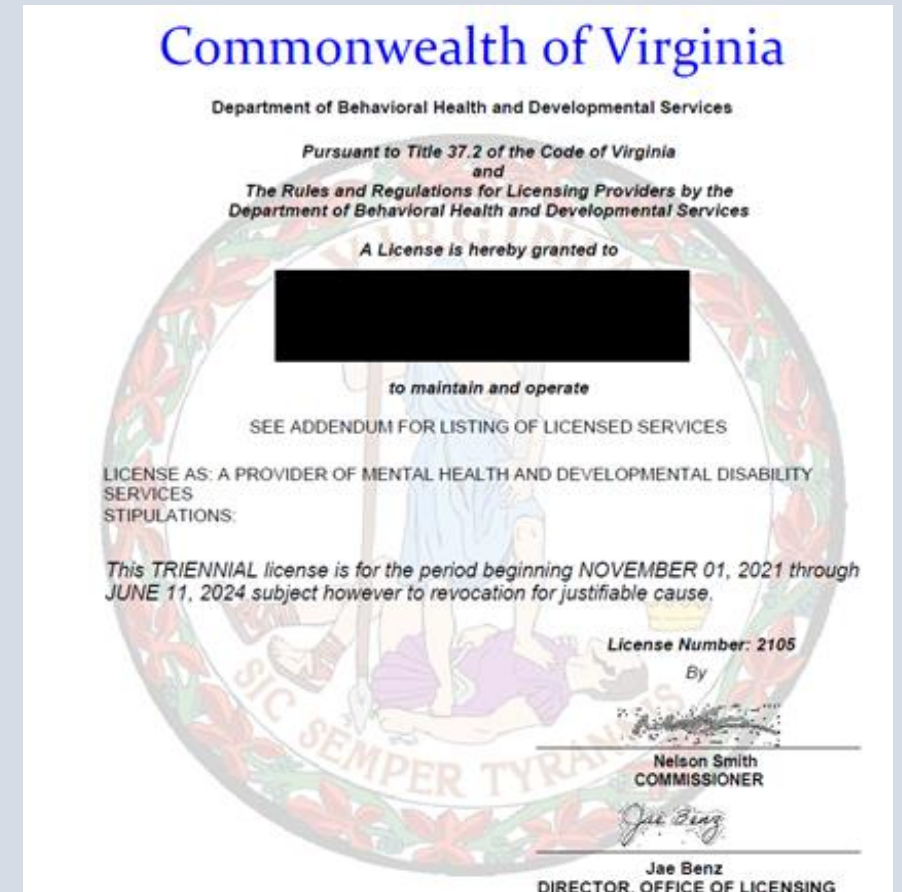 Commonwealth of Virginia
Department of Behavioral Health and Developmental Services
Pursuant to Title 37.2 of the Code of Virginia
and
The Rules and Regulations for Licensing Providers by the
Department of Behavioral Health and Developmental Services
A License is hereby granted to
to maintain and operate
SEE ADDENDUM FOR LISTING OF LICENSED SERVICES
LICENSE AS: A PROVIDER OF MENTAL HEALTH AND DEVELOPMENTAL DISABILITY
SERVICES
STIPULATIONS:
This TRIENNIAL license is for the period beginning NOVEMBER 01, 2021 through
JUNE 11, 2024 subject however to revocation for justifiable cause.
License Number: 2105
By
Nelson Smith
COMMISSIONER
Jae Benz
Jae Benz
DIRECTOR, OFFICE OF LICENSING
VIRGINIA
SIC SEMPER TYRANNIS